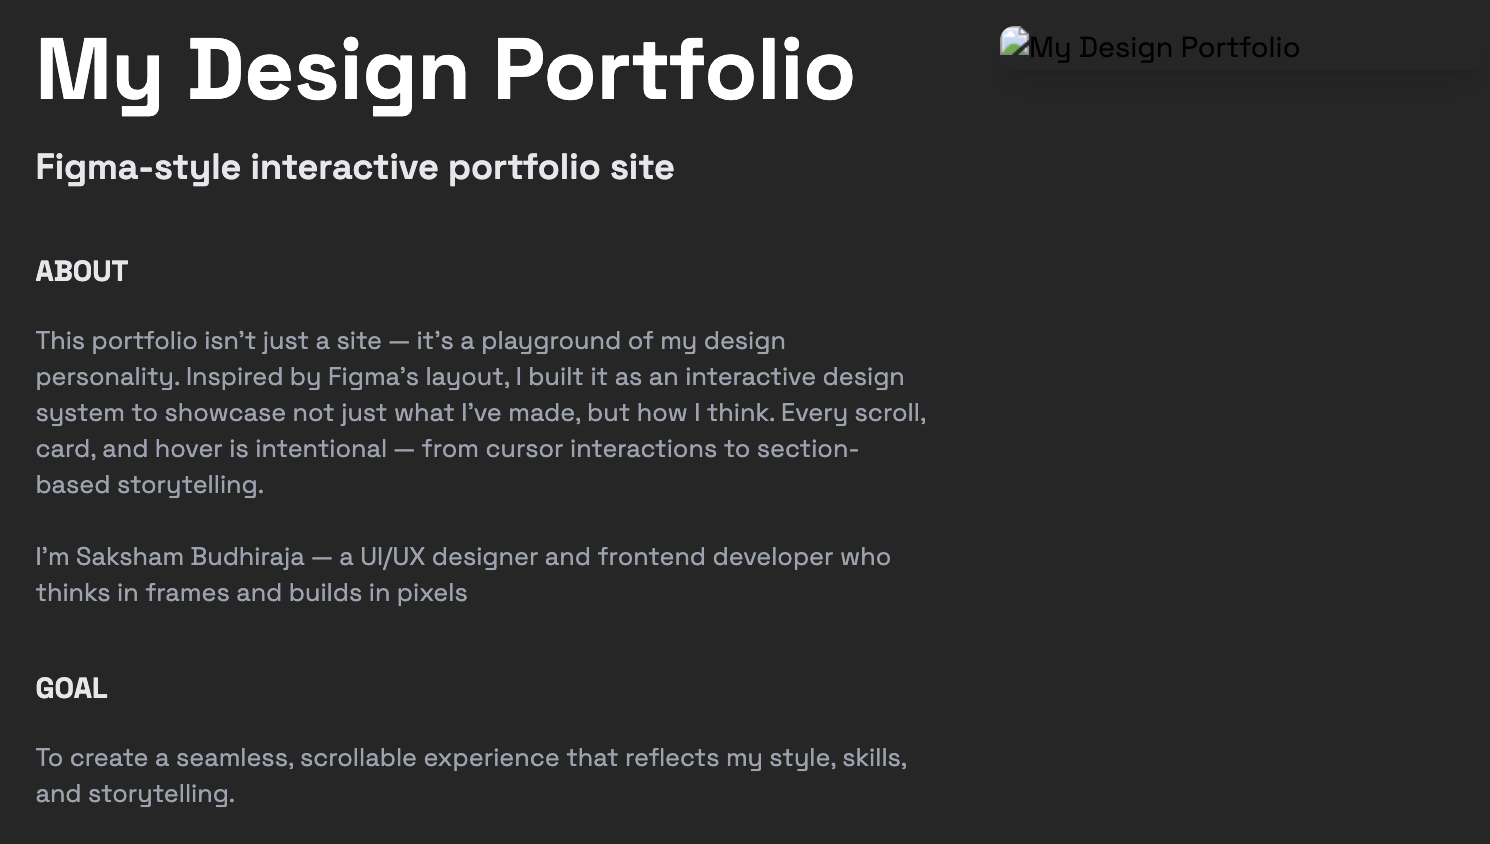 My Design Portfolio
My Design Portfolio
Figma-style interactive portfolio site
ABOUT
This portfolio isn’t just a site — it’s a playground of my design
personality. Inspired by Figma’s layout, I built it as an interactive design
system to showcase not just what I’ve made, but how I think. Every scroll,
card, and hover is intentional — from cursor interactions to section-
based storytelling.
I’m Saksham Budhiraja — a UI/UX designer and frontend developer who
thinks in frames and builds in pixels
GOAL
To create a seamless, scrollable experience that reflects my style, skills,
and storytelling.